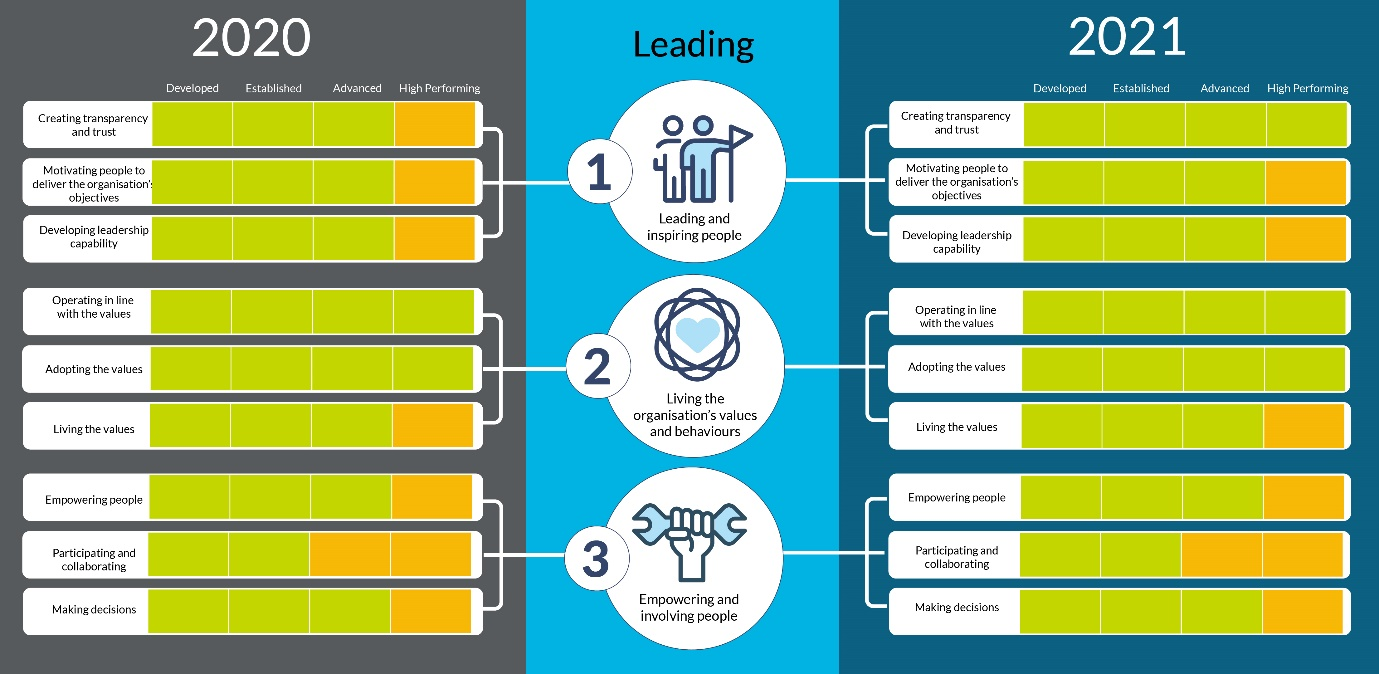 2020
Leading
2021
Developed
Established
Advanced
High Performing
Creating transparency
and trust
Motivating people to
deliver the organisation's
objectives
Developing leadership
capability
Operating in line
with the values
Adopting the values
Living the values
Empowering people
Participating and
collaborating
Making decisions
1
Leading and
inspiring people
2
Living the
organisation's values
and behaviours
3
Empowering and
involving people
Developed
Established
Advanced
High Performing
Creating transparency
and trust
Motivating people to
deliver the organisation's
objectives
Developing leadership
capability
Operating in line
with the values
Adopting the values
Living the values
Empowering people
Participating and
collaborating
Making decisions